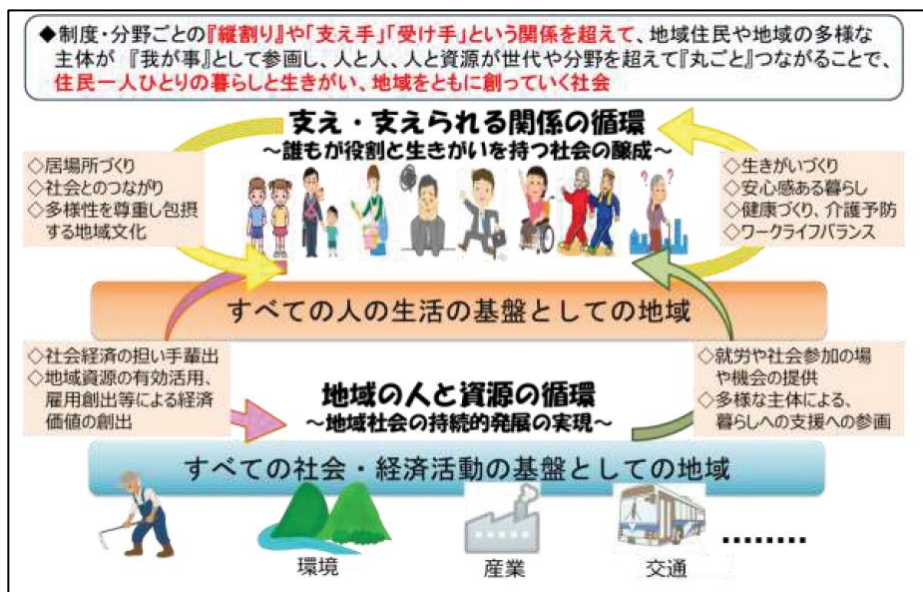 ◆制度・分野ごとの『縦割り』や「支え手」「受け手」という関係を超えて、地域住民や地域の多様な
主体が『我が事』として参画し、人と人、人と資源が世代や分野を超えて『丸ごと』つながることで、
住民一人ひとりの暮らしと生きがい、地域をともに創っていく社会
支え・支えられる関係の循環
～誰もが役割と生きがいを持つ社会の醸成～
◇居場所づくり
◇社会とのつながり
◇多様性を尊重し包摂
する地域文化
◇生きがいづくり
◇安心感ある暮らし
◇健康づくり、介護予防
◇ワークライフバランス
すべての人の生活の基盤としての地域
◇社会経済の担い手輩出
◇地域資源の有効活用、
雇用創出等による経済
価値の創出
地域の人と資源の循環
～地域社会の持続的発展の実現～
◇就労や社会参加の場
や機会の提供
◇多様な主体による、
暮らしへの支援への参画
すべての社会・経済活動の基盤としての地域
環境
産業
交通